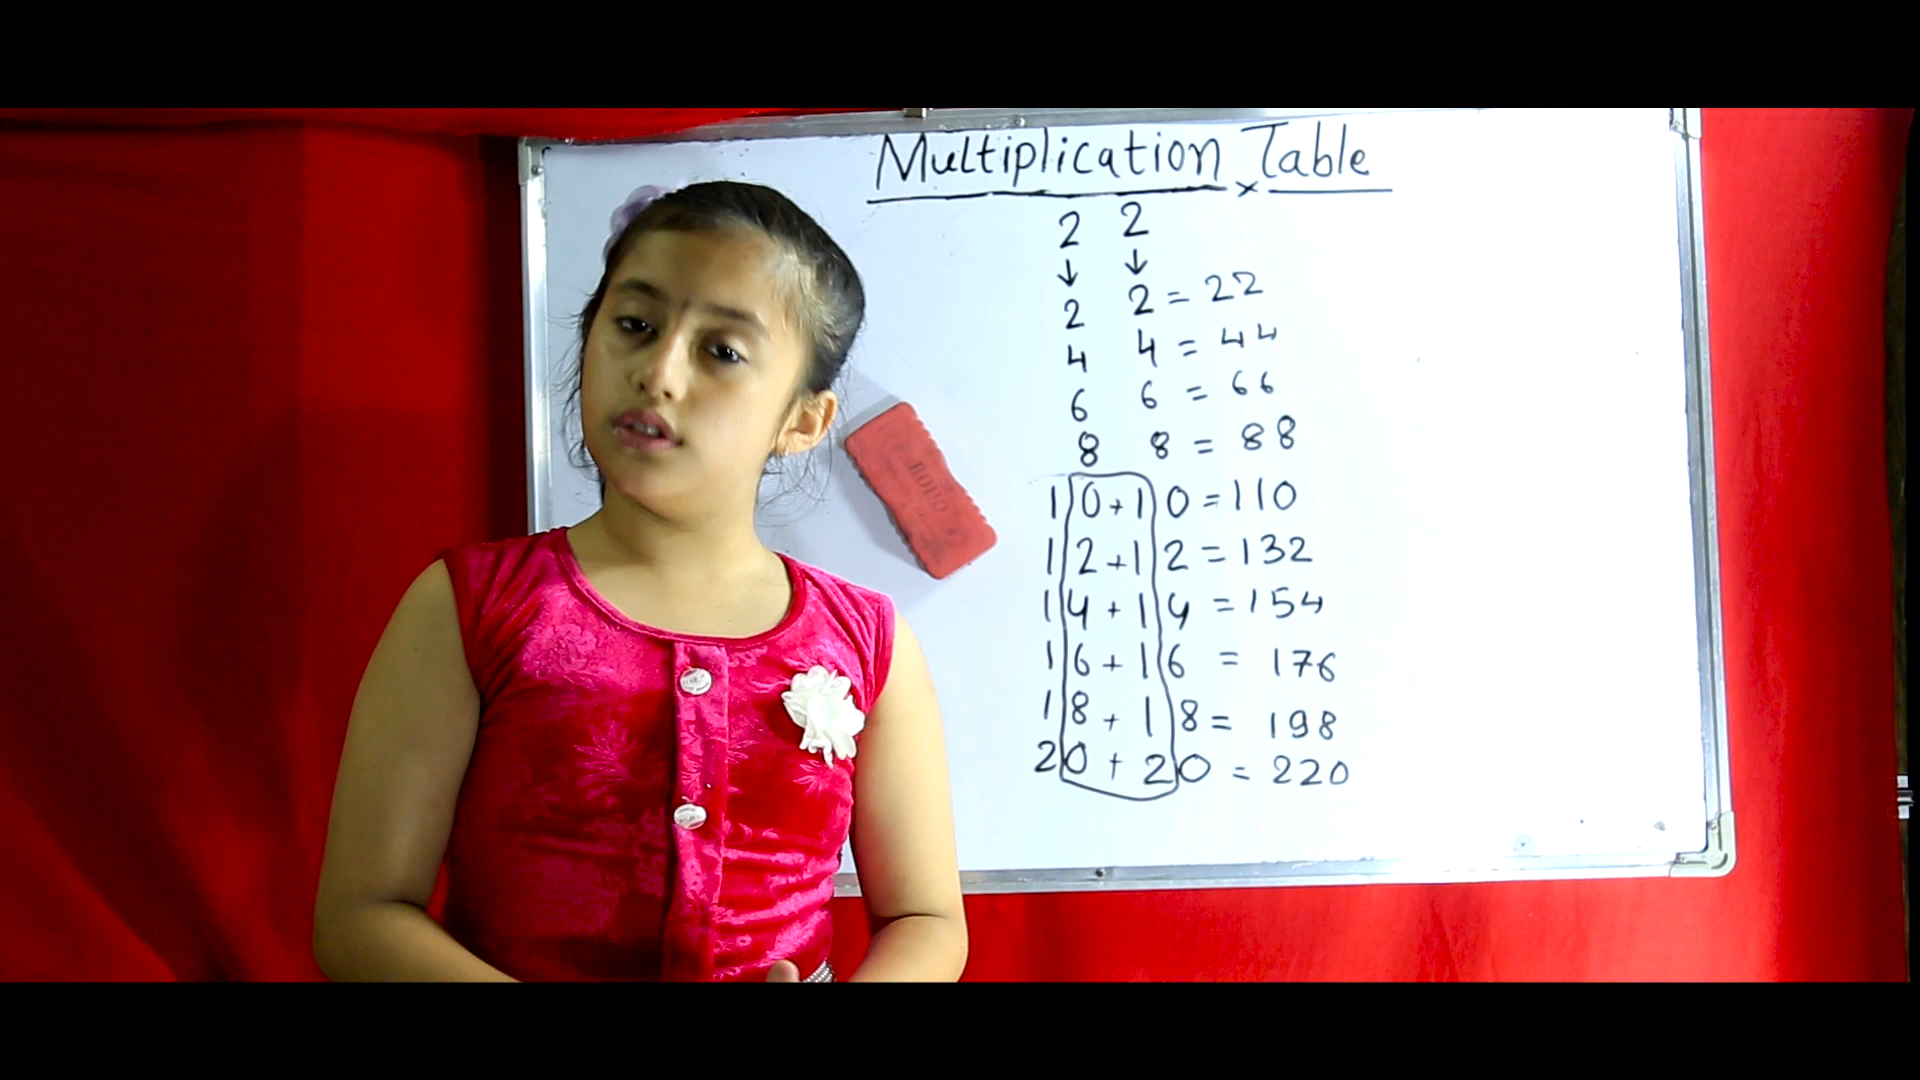 Multiplication Table
×
2 2
↓ ↓
2 2 = 22
4 4 = 44
6 6 = 66
8 8 = 88
10+10=110
12+12=132
14+14=154
16+16=176
18+18=198
20+20=220